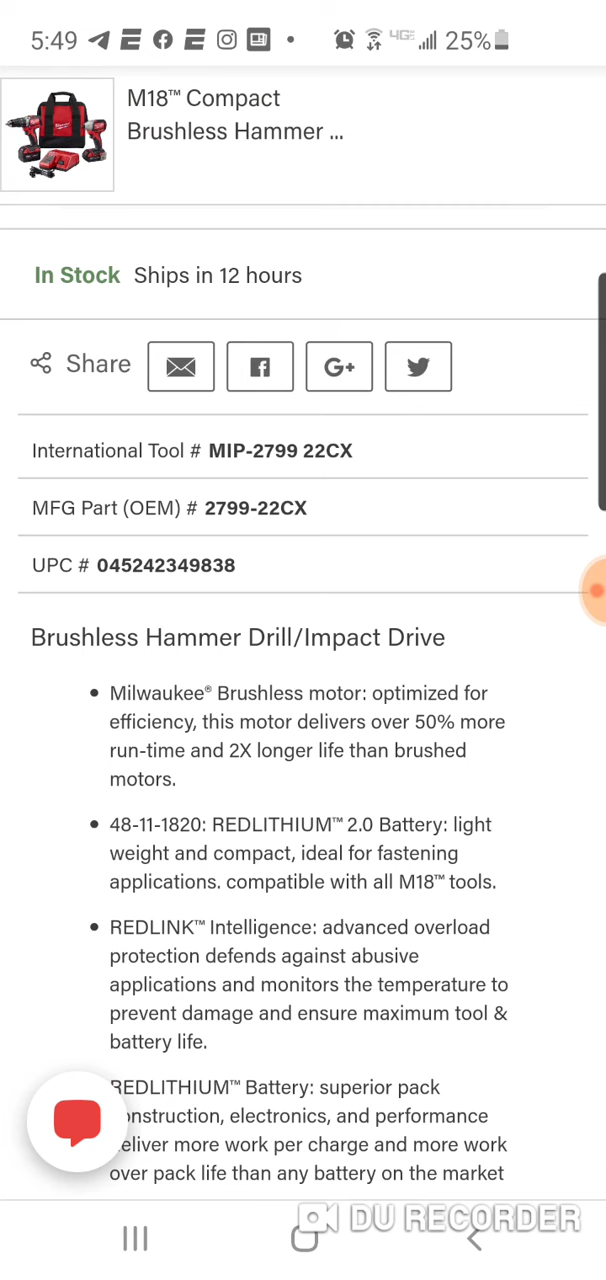 5:49 4GE 25%
M18™ Compact
Brushless Hammer ...
In Stock Ships in 12 hours
Share G+
International Tool # MIP-2799 22CX
MFG Part (OEM) # 2799-22CX
UPC # 045242349838
Brushless Hammer Drill/Impact Drive
• Milwaukee® Brushless motor: optimized for
efficiency, this motor delivers over 50% more
run-time and 2X longer life than brushed
motors.
• 48-11-1820: REDLITHIUM™ 2.0 Battery: light
weight and compact, ideal for fastening
applications. compatible with all M18™ tools.
• REDLINK™ Intelligence: advanced overload
protection defends against abusive
applications and monitors the temperature to
prevent damage and ensure maximum tool &
battery life.
REDLITHIUM™ Battery: superior pack
onstruction, electronics, and performance
eliver more work per charge and more work
over pack life than any battery on the market
DU RECORDER